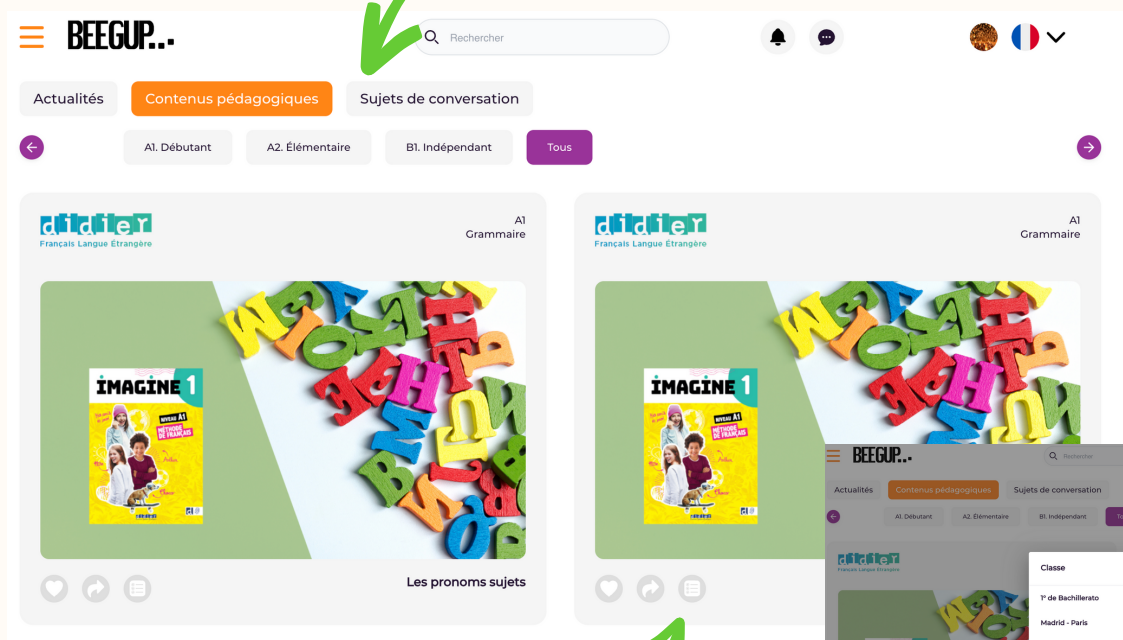 BEEGUP...
Rechercher
Actualités
Contenus pédagogiques
Sujets de conversation
A1. Débutant
A2. Élémentaire
B1. Indépendant
Tous
didier
Français Langue Étrangère
A1
Grammaire
IMAGINE 1
NIVEAU A1
MÉTHODE
DE FRANÇAIS
Les pronoms sujets
didier
Français Langue Étrangère
A1
Grammaire
IMAGINE 1
NIVEAU A1
MÉTHODE
DE FRANÇAIS
BEEGUP...
Rechercher
Actualités
Contenus pédagogiques
Sujets de conversation
A1. Débutant
A2. Élémentaire
B1. Indépendant
didier
Français Langue Étrangère
Classe
1º de Bachillerato
Madrid - Paris